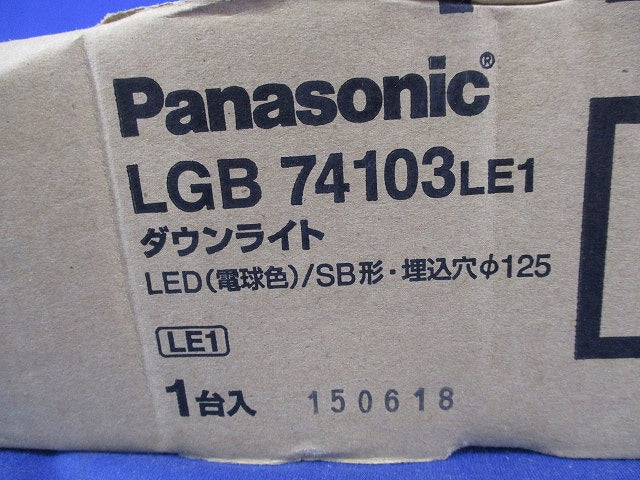 Panasonic®
LGB 74103LE1
ダウンライト
LED(電球色)/SB形・埋込穴φ125
LE1
1台入 150618